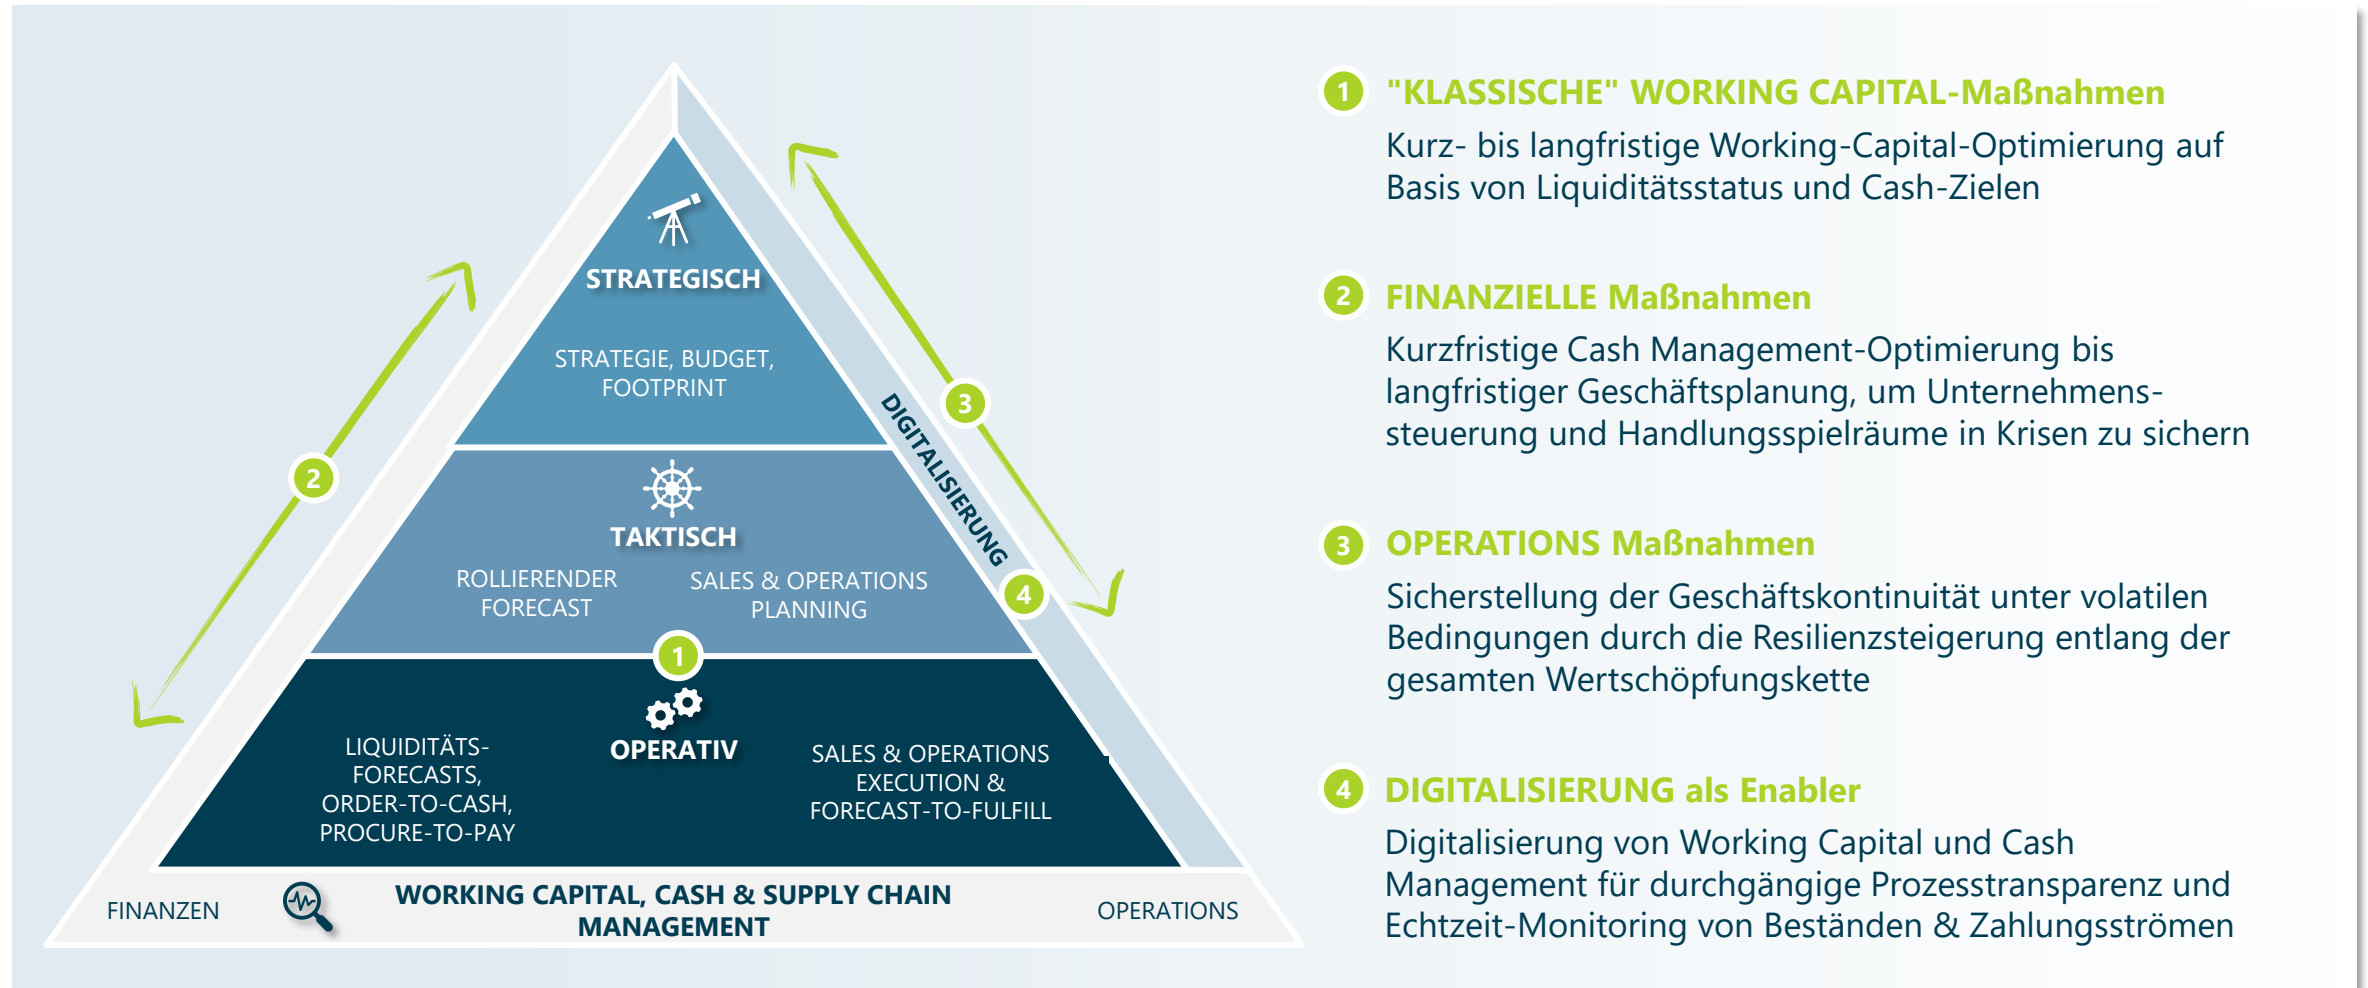 STRATEGISCH
STRATEGIE, BUDGET,
FOOTPRINT
TAKTISCH
ROLLIERENDER
FORECAST
SALES & OPERATIONS
PLANNING
1
OPERATIV
LIQUIDITÄTS-
FORECASTS,
ORDER-TO-CASH,
PROCURE-TO-PAY
SALES & OPERATIONS
EXECUTION &
FORECAST-TO-FULFILL
2
3
DIGITALISIERUNG
4
FINANZEN
WORKING CAPITAL, CASH & SUPPLY CHAIN
MANAGEMENT
OPERATIONS
1 "KLASSISCHE" WORKING CAPITAL-Maßnahmen
Kurz- bis langfristige Working-Capital-Optimierung auf
Basis von Liquiditätsstatus und Cash-Zielen
2 FINANZIELLE Maßnahmen
Kurzfristige Cash Management-Optimierung bis
langfristiger Geschäftsplanung, um Unternehmens-
steuerung und Handlungsspielräume in Krisen zu sichern
3 OPERATIONS Maßnahmen
Sicherstellung der Geschäftskontinuität unter volatilen
Bedingungen durch die Resilienzsteigerung entlang der
gesamten Wertschöpfungskette
4 DIGITALISIERUNG als Enabler
Digitalisierung von Working Capital und Cash
Management für durchgängige Prozesstransparenz und
Echtzeit-Monitoring von Beständen & Zahlungsströmen